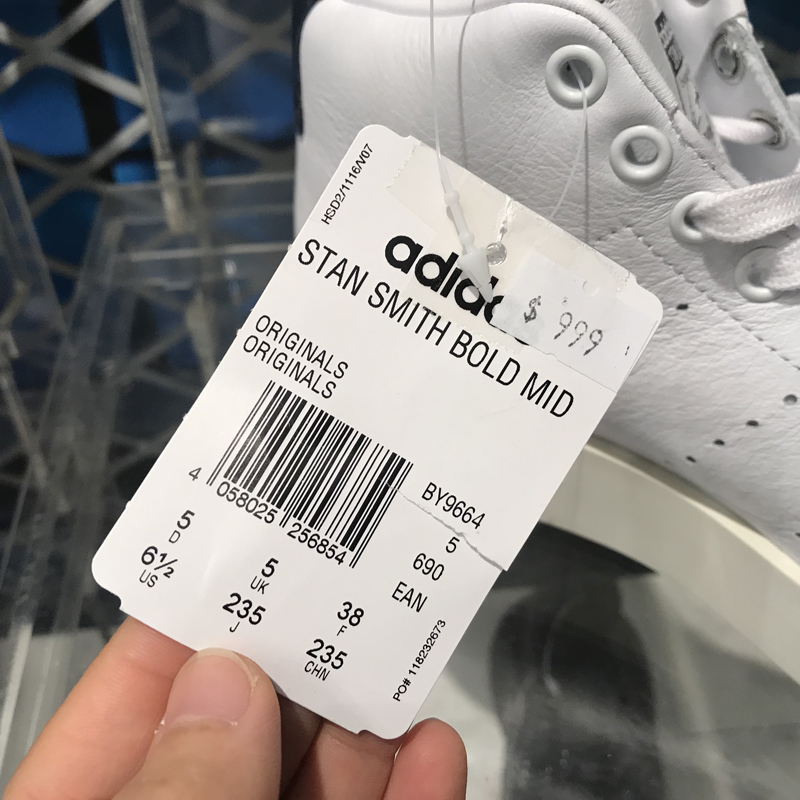 HSD2/1116/V07
adidas
$ 999
STAN SMITH BOLD MID
ORIGINALS
ORIGINALS
BY9664
4 058025 256854
5
690
EAN
5
D
6½
US
5
UK
235
J
38
F
235
CHN
PO# 118232673